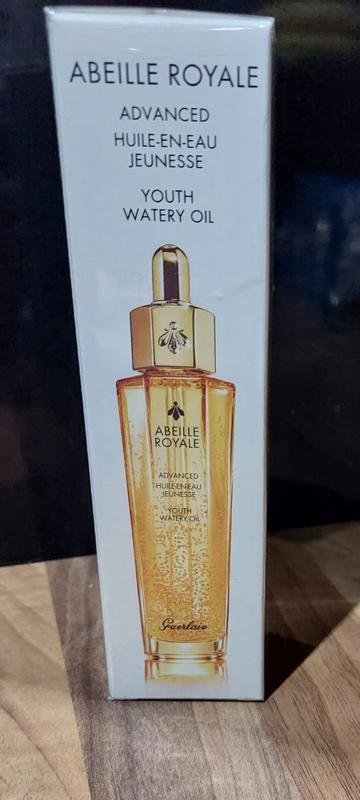 ABEILLE ROYALE
ADVANCED
HUILE-EN-EAU
JEUNESSE
YOUTH
WATERY OIL
ABEILLE
ROYALE
ADVANCED
HUILE-EN-EAU
JEUNESSE
YOUTH
WATERY OIL
Guerlain